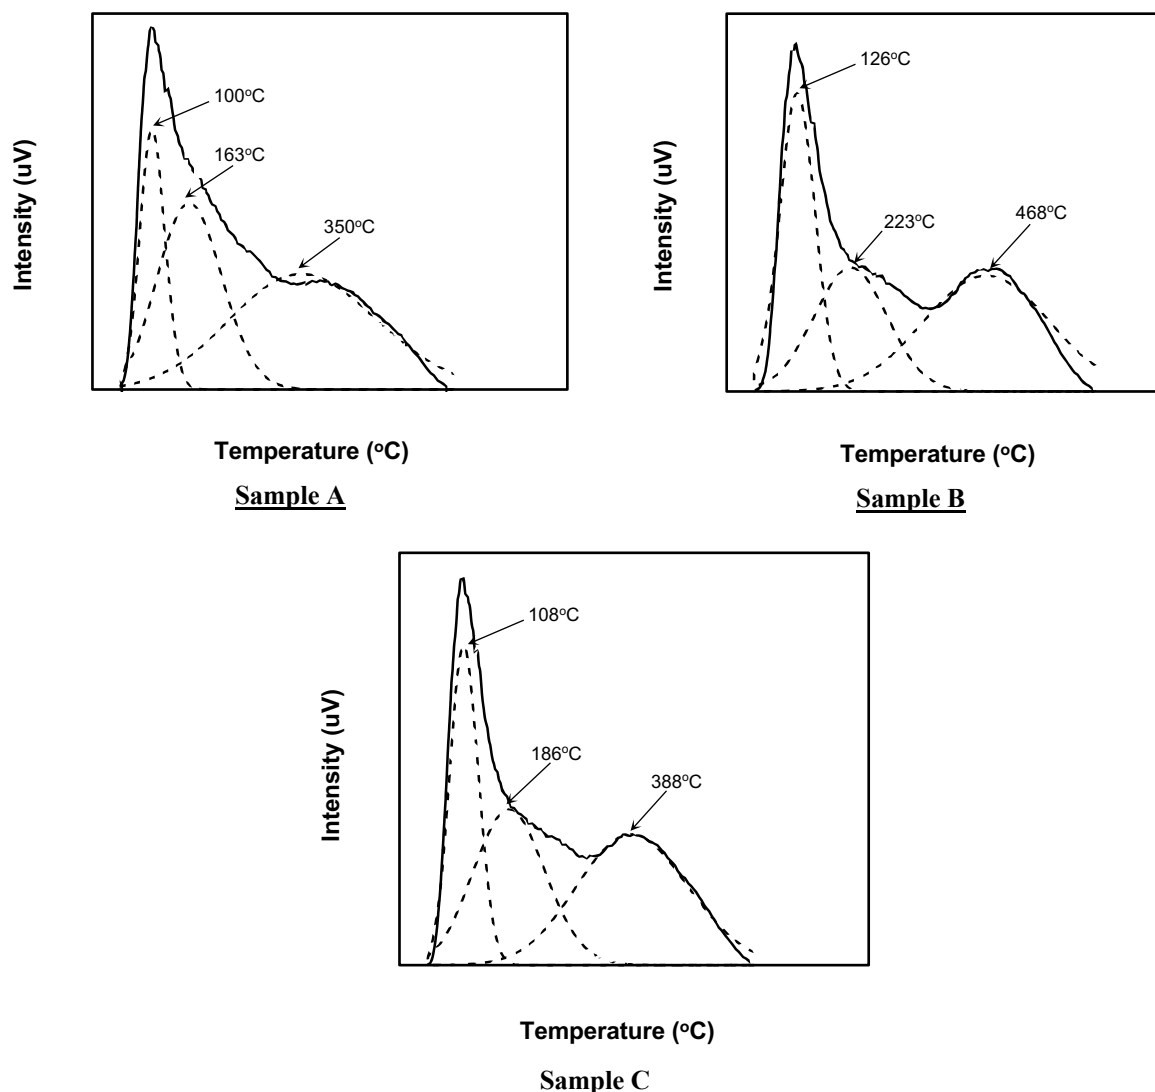 100°C
163°C
350°C
Intensity (uV)
Temperature (°C)
Sample A
126°C
223°C
468°C
Intensity (uV)
Temperature (°C)
Sample B
108°C
186°C
388°C
Intensity (uV)
Temperature (°C)
Sample C